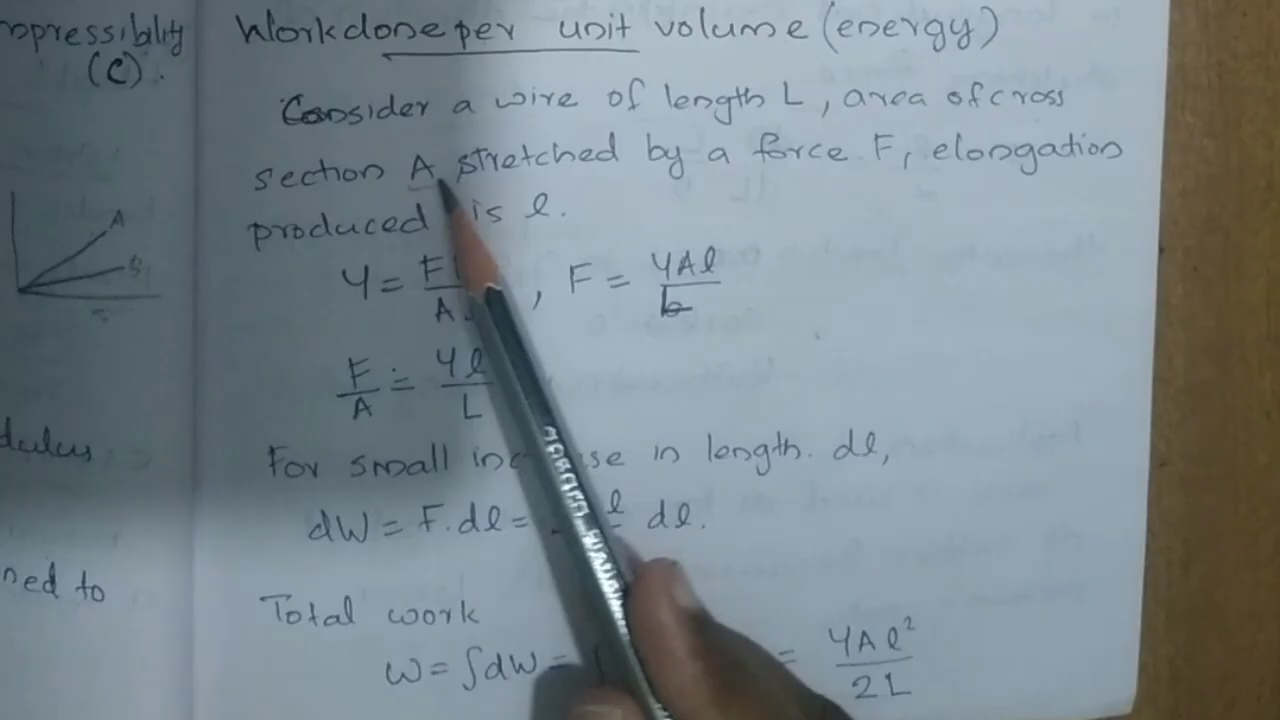 mpressibility
(C).
A
B
dulus
ned to
Workdone per unit volume (energy)
Consider a wire of length L, area of cross
section A stretched by a force F, elongation
produced is l.
Y = F / A , F = YAl / L
F/A = Yl / L
For small inc se in length. dl,
dW = F.dl = l dl.
Total work
W = ∫dW = = YAl² / 2L